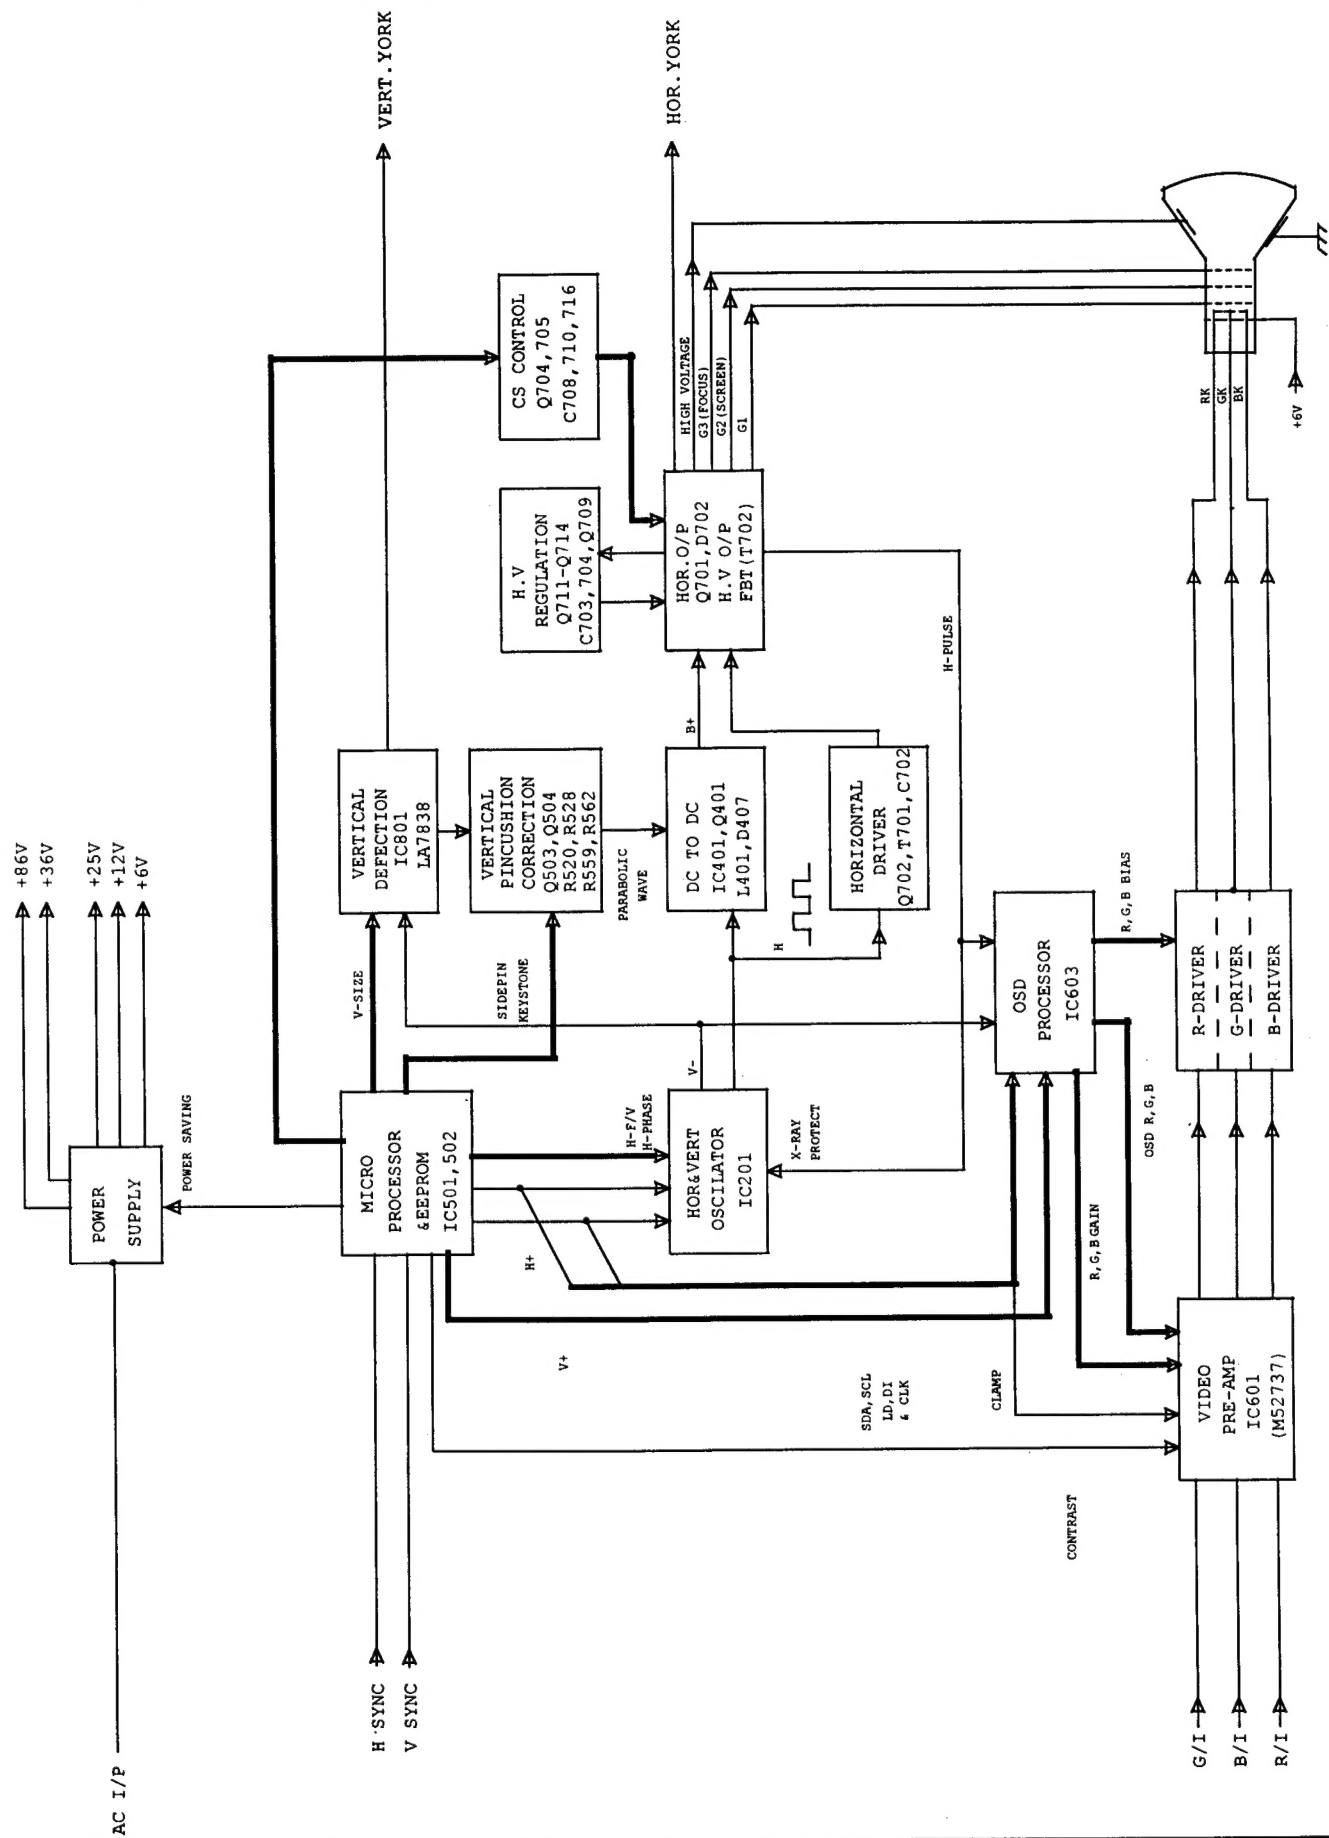 AC I/P
POWER
SUPPLY
+86V
+36V
+25V
+12V
+6V
POWER SAVING
H SYNC
V SYNC
MICRO
PROCESSOR
&EEPROM
IC501,502
V-SIZE
SIDEPIN
KEYSTONE
VERTICAL
DEFECTION
IC801
LA7838
VERT.YORK
VERTICAL
PINCUSHION
CORRECTION
Q503,Q504
R520,R528
R559,R562
PARABOLIC
WAVE
CS CONTROL
Q704,705
C708,710,716
H.V
REGULATION
Q711-Q714
C703,704,Q709
H+
V+
H-F/V
H-PHASE
HOR&VERT
OSCILATOR
IC201
V-
X-RAY
PROTECT
DC TO DC
IC401,Q401
L401,D407
B+
H
HORIZONTAL
DRIVER
Q702,T701,C702
HOR.O/P
Q701,D702
H.V O/P
FBT(T702)
HOR.YORK
HIGH VOLTAGE
G3(FOCUS)
G2(SCREEN)
G1
H-PULSE
SDA,SCL
LD,DI
& CLK
CLAMP
CONTRAST
OSD
PROCESSOR
IC603
R,G,B BIAS
OSD R,G,B
R,G,BGAIN
G/I
B/I
R/I
VIDEO
PRE-AMP
IC601
(M52737)
R-DRIVER
G-DRIVER
B-DRIVER
RK
GK
BK
+6V